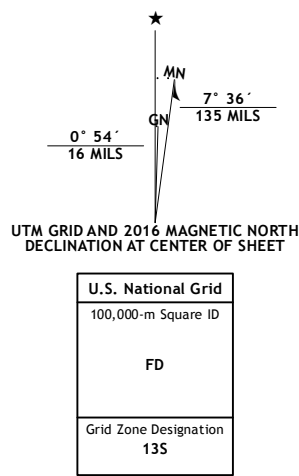 ★
MN
7° 36´
135 MILS
GN
0° 54´
16 MILS
UTM GRID AND 2016 MAGNETIC NORTH
DECLINATION AT CENTER OF SHEET
U.S. National Grid
100,000-m Square ID
FD
Grid Zone Designation
13S